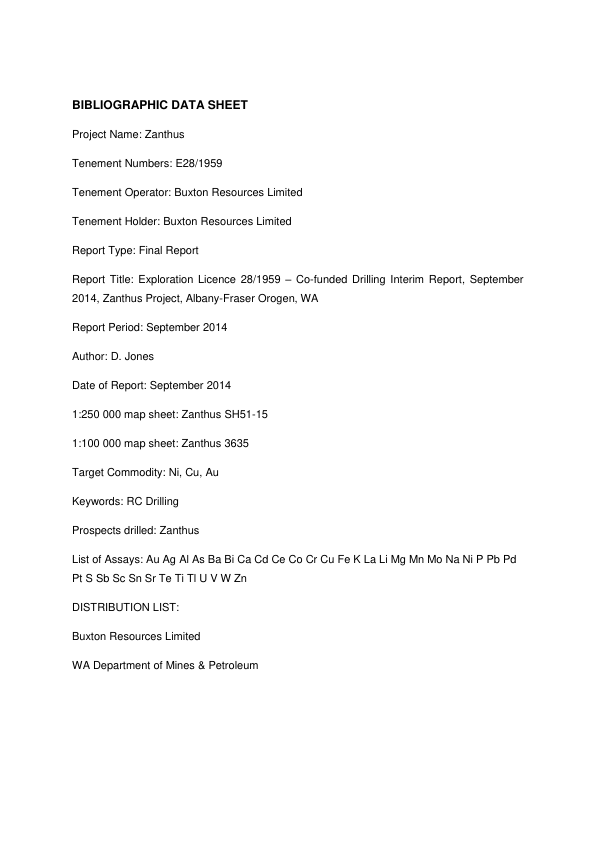 BIBLIOGRAPHIC DATA SHEET
Project Name: Zanthus
Tenement Numbers: E28/1959
Tenement Operator: Buxton Resources Limited
Tenement Holder: Buxton Resources Limited
Report Type: Final Report
Report Title: Exploration Licence 28/1959 – Co-funded Drilling Interim Report, September
2014, Zanthus Project, Albany-Fraser Orogen, WA
Report Period: September 2014
Author: D. Jones
Date of Report: September 2014
1:250 000 map sheet: Zanthus SH51-15
1:100 000 map sheet: Zanthus 3635
Target Commodity: Ni, Cu, Au
Keywords: RC Drilling
Prospects drilled: Zanthus
List of Assays: Au Ag Al As Ba Bi Ca Cd Ce Co Cr Cu Fe K La Li Mg Mn Mo Na Ni P Pb Pd
Pt S Sb Sc Sn Sr Te Ti Tl U V W Zn
DISTRIBUTION LIST:
Buxton Resources Limited
WA Department of Mines & Petroleum